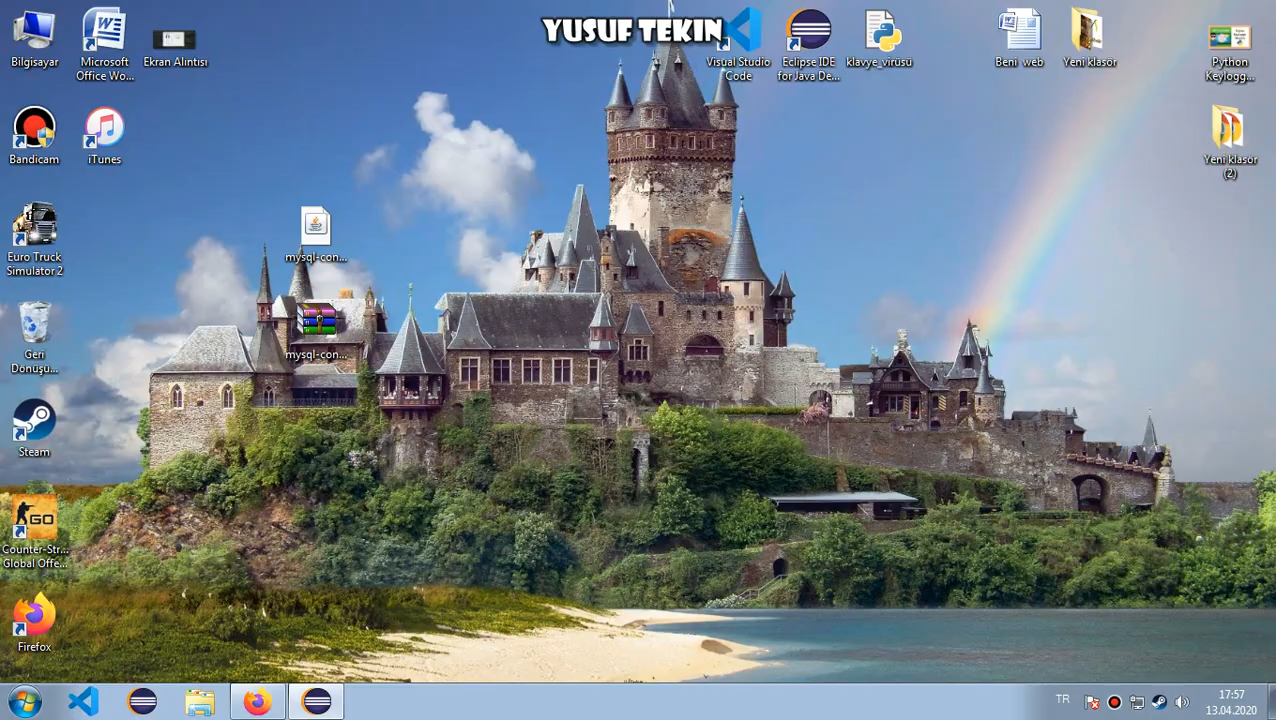 YUSUF TEKIN
Bilgisayar
Microsoft
Office Wo...
Ekran Alıntısı
Visual Studio
Code
Eclipse IDE
for Java De...
klavye_virüsü
Beni_web
Yeni klasör
Python
Keylogg...
Bandicam
iTunes
Yeni klasör
(2)
Euro Truck
Simulator 2
mysql-con...
Geri
Dönüşü...
mysql-con...
Steam
GO
Counter-Str...
Global Offe...
Firefox
TR
17:57
13.04.2020